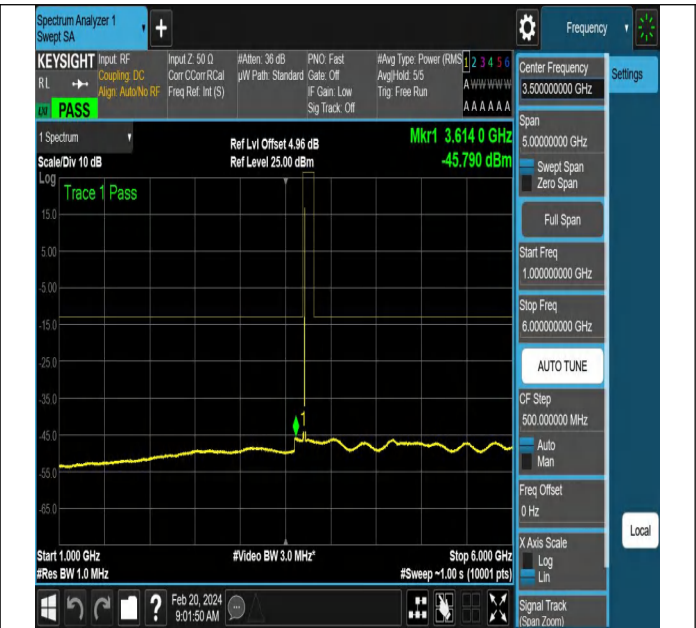 Spectrum Analyzer 1
Swept SA
Frequency
KEYSIGHT
RL
PASS
Input: RF
Coupling: DC
Align: Auto/No RF
Input Z: 50 Ω
Corr CCorr RCal
Freq Ref: Int (S)
#Atten: 36 dB
µW Path: Standard
PNO: Fast
Gate: Off
IF Gain: Low
Sig Track: Off
#Avg Type: Power (RMS
Avg|Hold: 5/5
Trig: Free Run
1 2 3 4 5 6
A W W W W W
A A A A A A
1 Spectrum
Scale/Div 10 dB
Ref Lvl Offset 4.96 dB
Ref Level 25.00 dBm
Mkr1 3.614 0 GHz
-45.790 dBm
Log
Trace 1 Pass
15.0
5.00
-5.00
-15.0
-25.0
-35.0
-45.0
-55.0
-65.0
1
Start 1.000 GHz
#Res BW 1.0 MHz
#Video BW 3.0 MHz*
Stop 6.000 GHz
#Sweep ~1.00 s (10001 pts)
?
Feb 20, 2024
9:01:50 AM
Center Frequency
3.500000000 GHz
Settings
Span
5.00000000 GHz
Swept Span
Zero Span
Full Span
Start Freq
1.000000000 GHz
Stop Freq
6.000000000 GHz
AUTO TUNE
CF Step
500.000000 MHz
Auto
Man
Freq Offset
0 Hz
X Axis Scale
Log
Lin
Local
Signal Track
(Span Zoom)